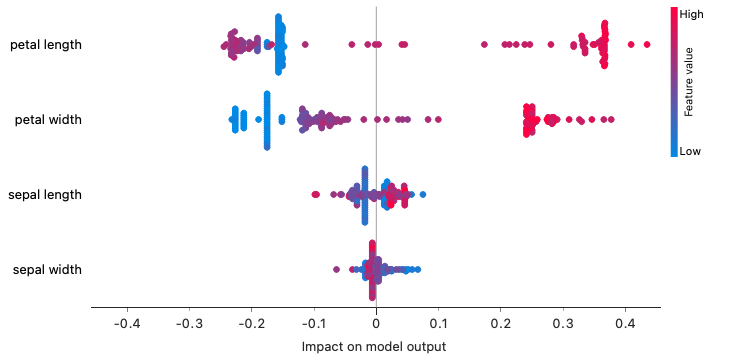 High
petal length
Feature value
petal width
Low
sepal length
sepal width
-0.4 -0.3 -0.2 -0.1 0 0.1 0.2 0.3 0.4
Impact on model output